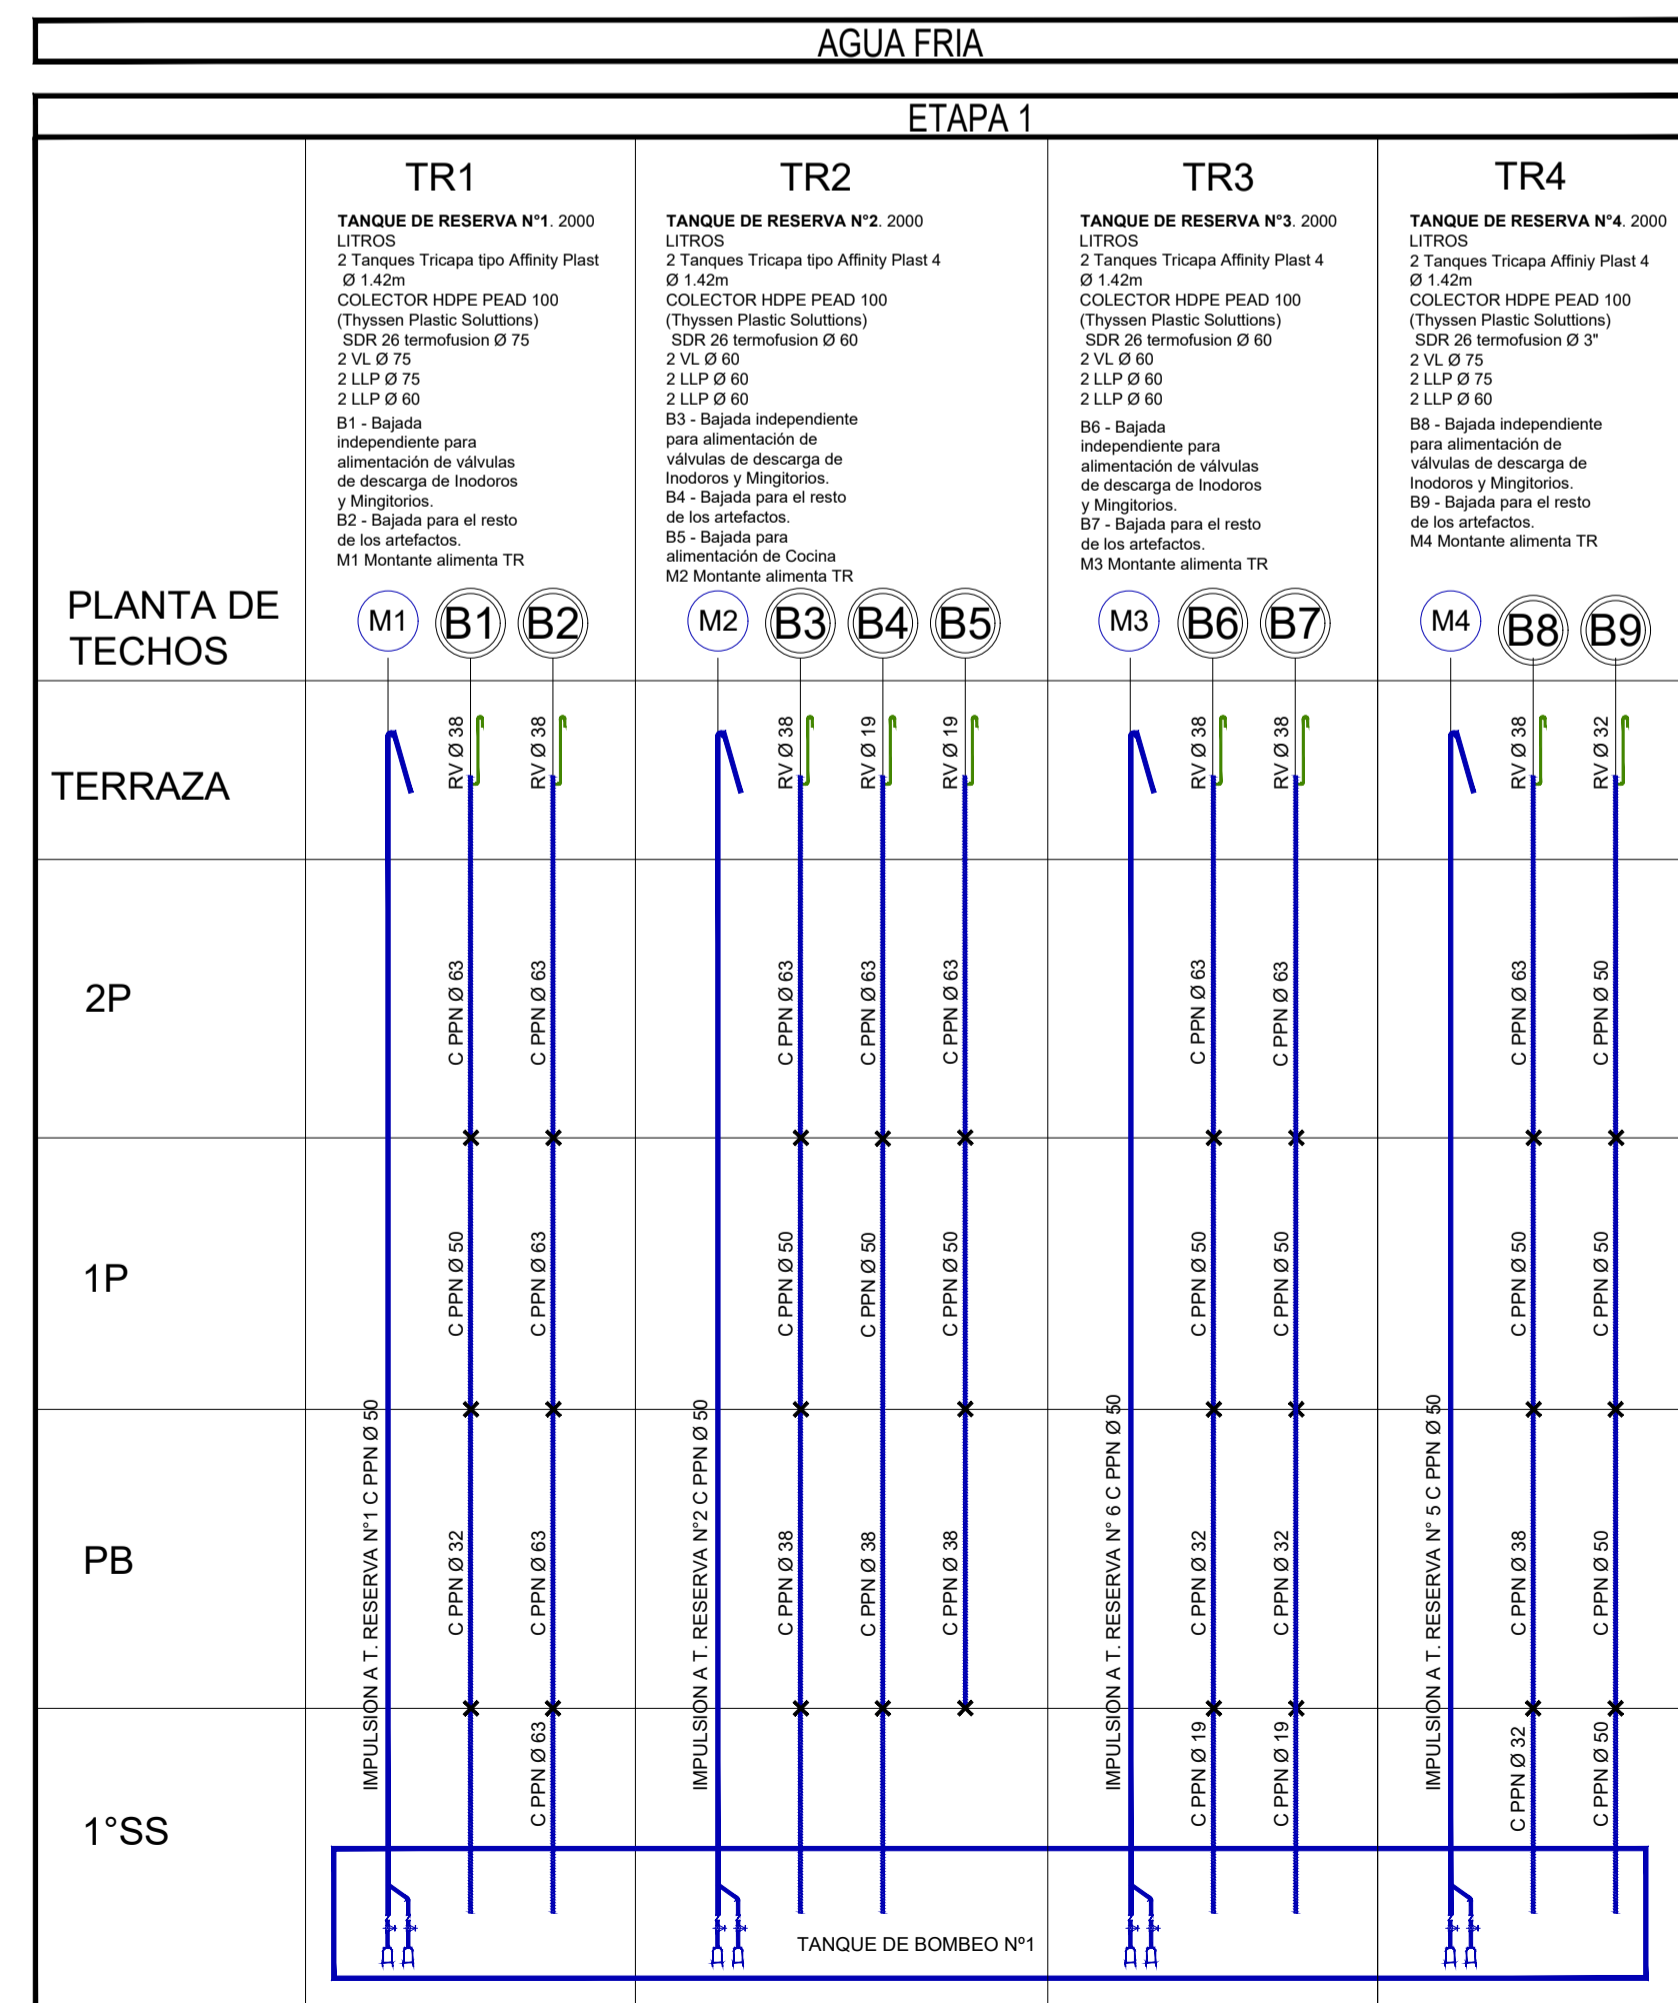 AGUA FRIA
ETAPA 1
TR1
TANQUE DE RESERVA N°1. 2000
LITROS
2 Tanques Tricapa tipo Affinity Plast
Ø 1.42m
COLECTOR HDPE PEAD 100
(Thyssen Plastic Soluttions)
SDR 26 termofusion Ø 75
2 VL Ø 75
2 LLP Ø 75
2 LLP Ø 60
B1 - Bajada
independiente para
alimentación de válvulas
de descarga de Inodoros
y Mingitorios.
B2 - Bajada para el resto
de los artefactos.
M1 Montante alimenta TR
TR2
TANQUE DE RESERVA N°2. 2000
LITROS
2 Tanques Tricapa tipo Affinity Plast 4
Ø 1.42m
COLECTOR HDPE PEAD 100
(Thyssen Plastic Soluttions)
SDR 26 termofusion Ø 60
2 VL Ø 60
2 LLP Ø 60
2 LLP Ø 60
B3 - Bajada independiente
para alimentación de
válvulas de descarga de
Inodoros y Mingitorios.
B4 - Bajada para el resto
de los artefactos.
B5 - Bajada para
alimentación de Cocina
M2 Montante alimenta TR
TR3
TANQUE DE RESERVA N°3. 2000
LITROS
2 Tanques Tricapa Affinity Plast 4
Ø 1.42m
COLECTOR HDPE PEAD 100
(Thyssen Plastic Soluttions)
SDR 26 termofusion Ø 60
2 VL Ø 60
2 LLP Ø 60
2 LLP Ø 60
B6 - Bajada
independiente para
alimentación de válvulas
de descarga de Inodoros
y Mingitorios.
B7 - Bajada para el resto
de los artefactos.
M3 Montante alimenta TR
TR4
TANQUE DE RESERVA N°4. 2000
LITROS
2 Tanques Tricapa Affiniy Plast 4
Ø 1.42m
COLECTOR HDPE PEAD 100
(Thyssen Plastic Soluttions)
SDR 26 termofusion Ø 3"
2 VL Ø 75
2 LLP Ø 75
2 LLP Ø 60
B8 - Bajada independiente
para alimentación de
válvulas de descarga de
Inodoros y Mingitorios.
B9 - Bajada para el resto
de los artefactos.
M4 Montante alimenta TR
PLANTA DE
TECHOS
M1
B1
B2
M2
B3
B4
B5
M3
B6
B7
M4
B8
B9
TERRAZA
RV Ø 38
RV Ø 38
RV Ø 38
RV Ø 19
RV Ø 19
RV Ø 38
RV Ø 38
RV Ø 38
RV Ø 32
2P
C PPN Ø 63
C PPN Ø 63
C PPN Ø 63
C PPN Ø 63
C PPN Ø 63
C PPN Ø 63
C PPN Ø 63
C PPN Ø 63
C PPN Ø 50
1P
C PPN Ø 50
C PPN Ø 63
C PPN Ø 50
C PPN Ø 50
C PPN Ø 50
C PPN Ø 50
C PPN Ø 50
C PPN Ø 50
C PPN Ø 50
PB
IMPULSION A T. RESERVA N°1 C PPN Ø 50
C PPN Ø 32
C PPN Ø 63
IMPULSION A T. RESERVA N°2 C PPN Ø 50
C PPN Ø 38
C PPN Ø 38
C PPN Ø 38
IMPULSION A T. RESERVA N° 6 C PPN Ø 50
C PPN Ø 32
C PPN Ø 32
IMPULSION A T. RESERVA N° 5 C PPN Ø 50
C PPN Ø 38
C PPN Ø 50
1°SS
C PPN Ø 63
C PPN Ø 19
C PPN Ø 19
C PPN Ø 32
C PPN Ø 50
TANQUE DE BOMBEO Nº1